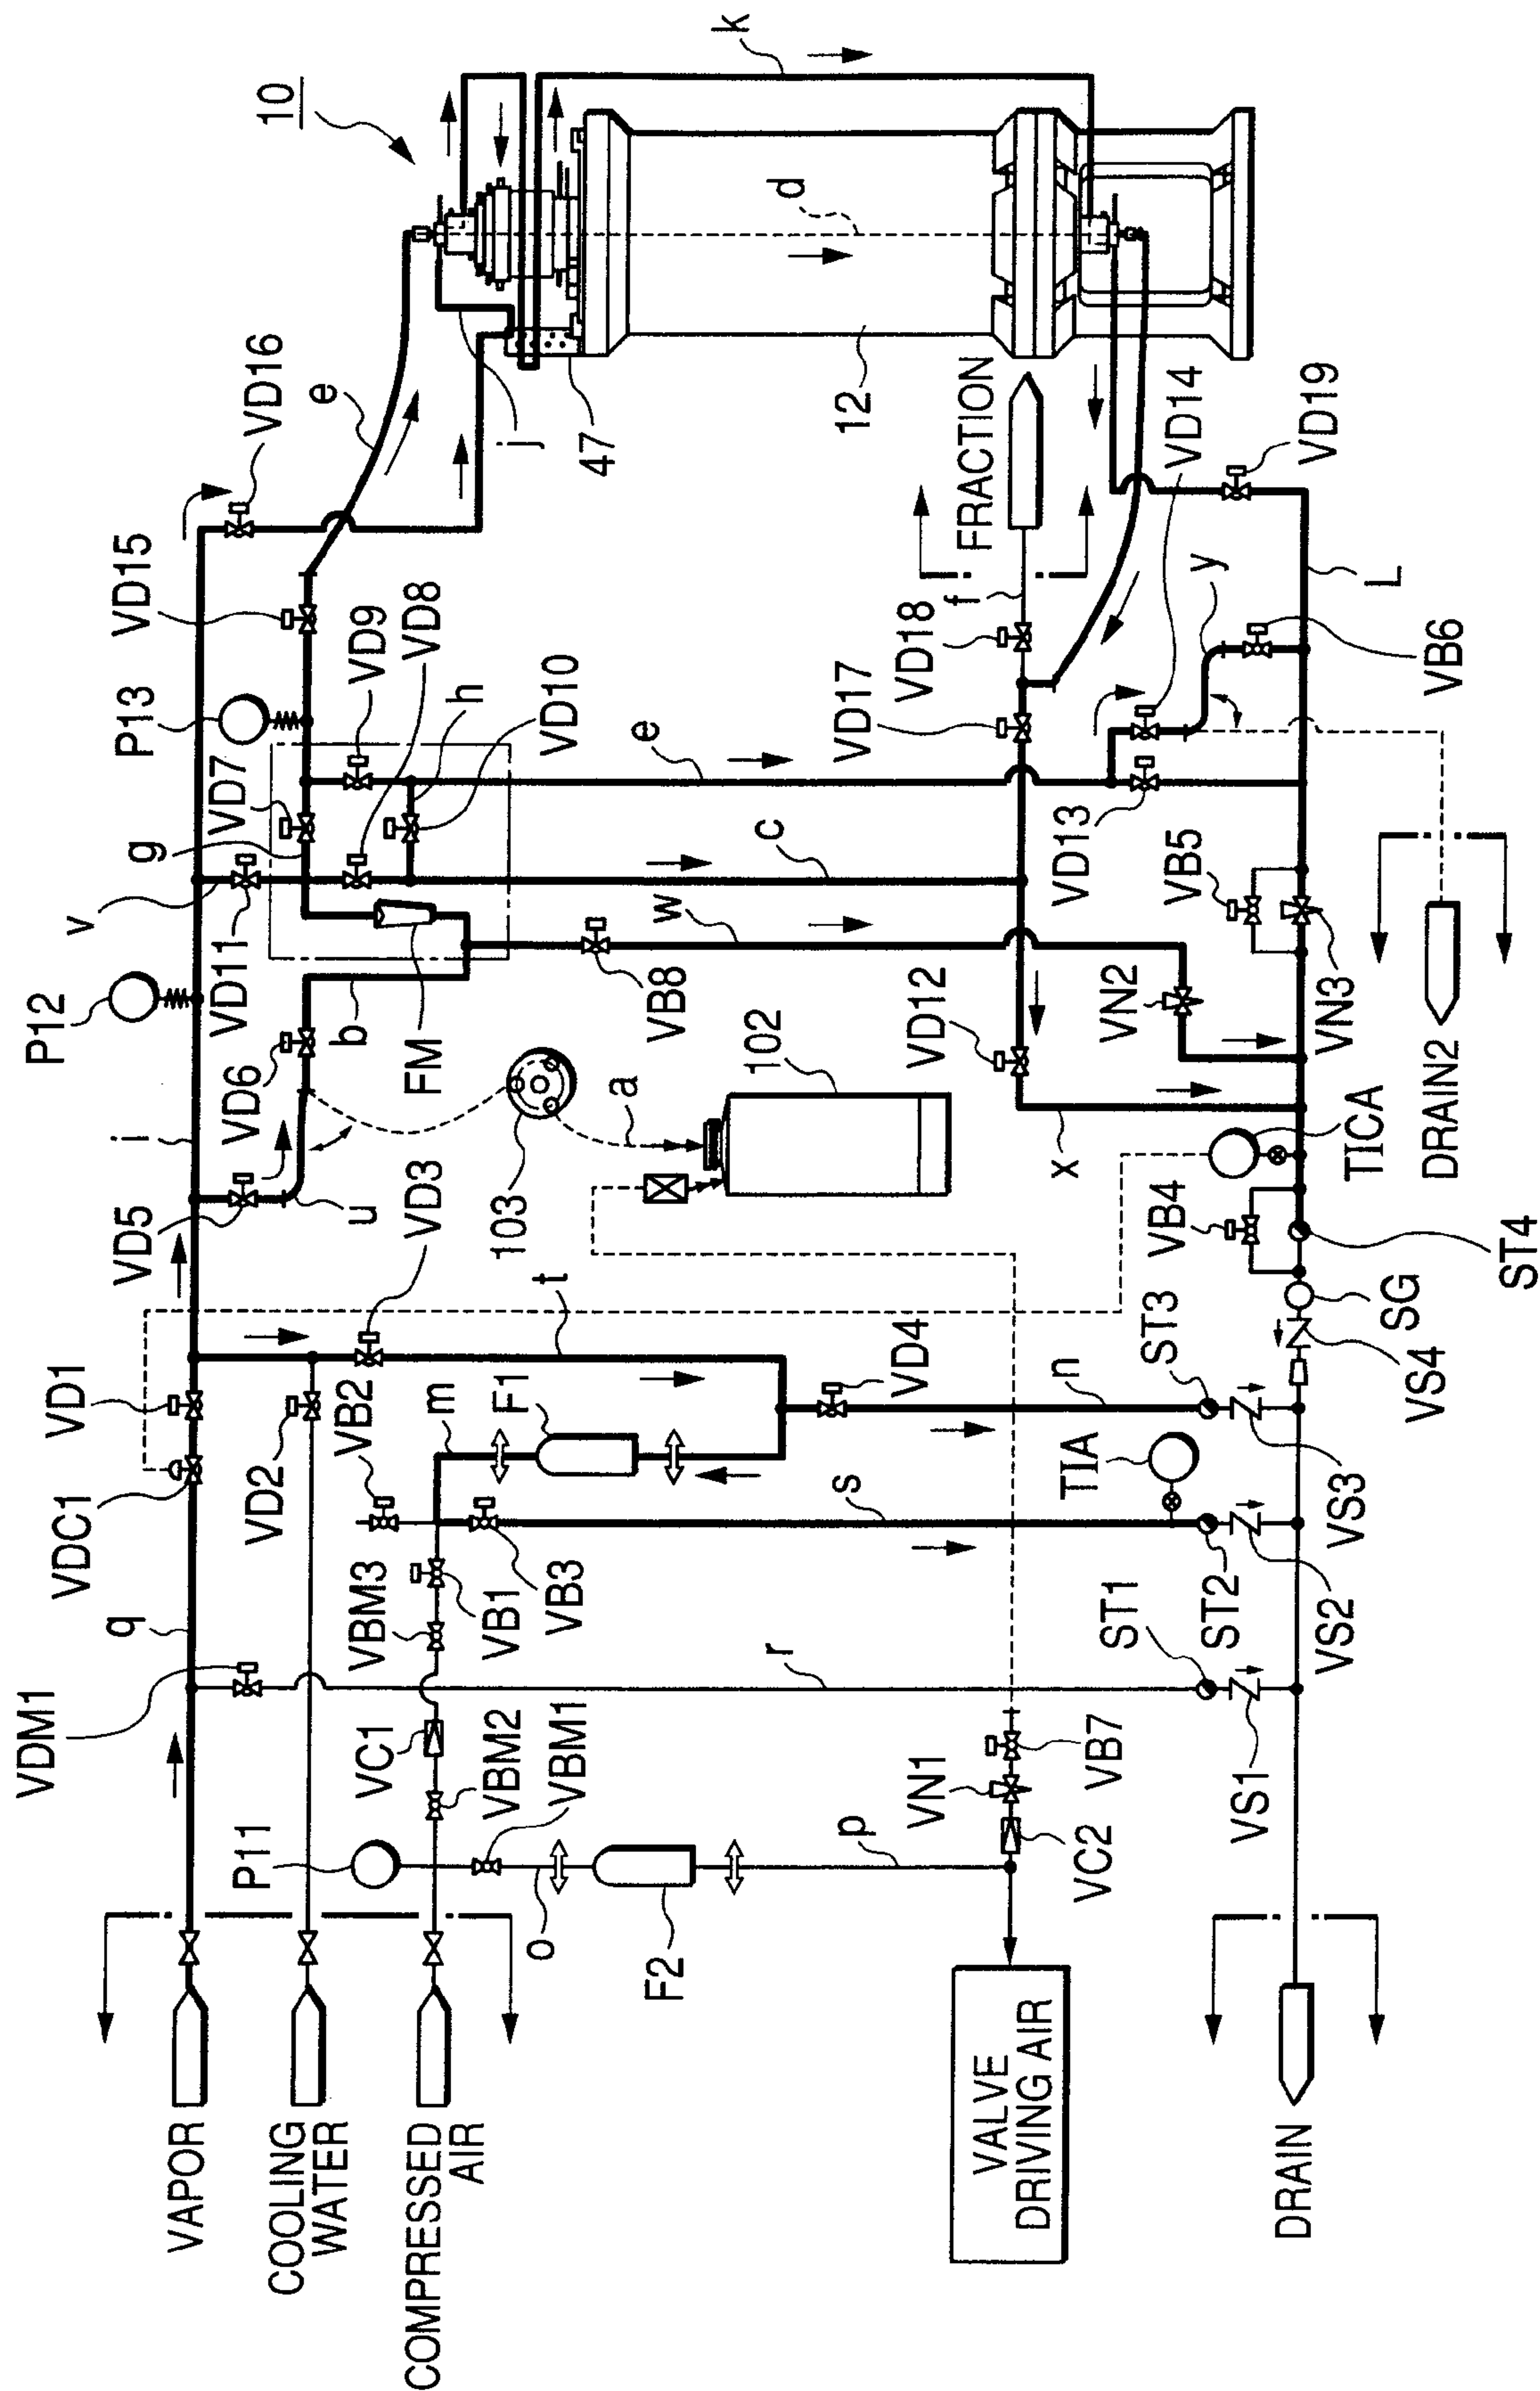 10
k
d
e
VD16
j
47
12
FRACTION
VD14
VD19
VD15
VD9
VD8
f
VD18
y
L
P13
VD7
h
VD10
e
VD17
VB6
g
v
VD11
c
w
VD13
VB5
P12
b
FM
VB8
VD12
VN2
VN3
DRAIN2
i
VD6
a
102
x
TICA
VD5
u
VD3
103
VB4
ST4
t
ST3
SG
VS4
VD1
VB2
m
F1
VD4
n
VDC1
VD2
TIA
s
VS3
q
VBM3
VB1
VB3
ST1
ST2
VS2
VDM1
r
VC1
VBM2
VBM1
VN1
VB7
VS1
P11
p
VC2
o
F2
VAPOR
COOLING
WATER
COMPRESSED
AIR
VALVE
DRIVING AIR
DRAIN